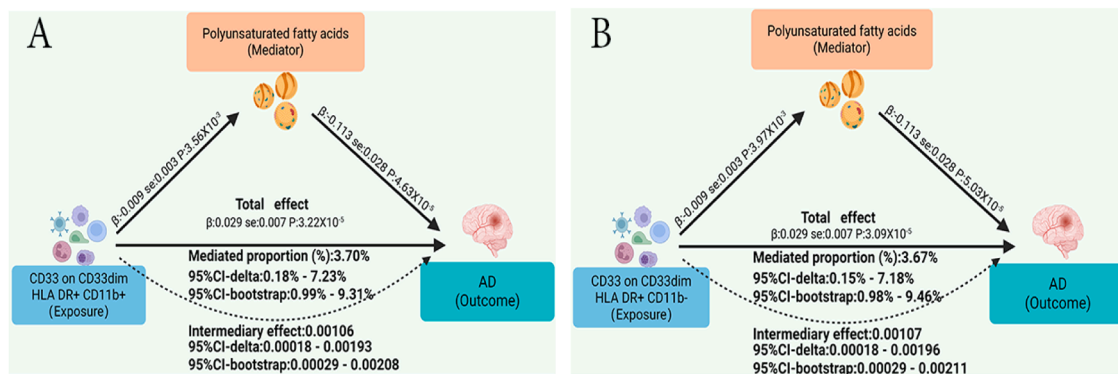 A
Polyunsaturated fatty acids
(Mediator)
β:-0.009 se:0.003 P:3.56X10⁻³
β:-0.113 se:0.028 P:4.63X10⁻⁵
Total effect
β:0.029 se:0.007 P:3.22X10⁻⁵
Mediated proportion (%):3.70%
95%CI-delta:0.18% - 7.23%
95%CI-bootstrap:0.99% - 9.31%
CD33 on CD33dim
HLA DR+ CD11b+
(Exposure)
AD
(Outcome)
Intermediary effect:0.00106
95%CI-delta:0.00018 - 0.00193
95%CI-bootstrap:0.00029 - 0.00208
B
Polyunsaturated fatty acids
(Mediator)
β:-0.009 se:0.003 P:3.97X10⁻³
β:-0.113 se:0.028 P:5.03X10⁻⁵
Total effect
β:0.029 se:0.007 P:3.09X10⁻⁵
Mediated proportion (%):3.67%
95%CI-delta:0.15% - 7.18%
95%CI-bootstrap:0.98% - 9.46%
CD33 on CD33dim
HLA DR+ CD11b-
(Exposure)
AD
(Outcome)
Intermediary effect:0.00107
95%CI-delta:0.00018 - 0.00196
95%CI-bootstrap:0.00029 - 0.00211